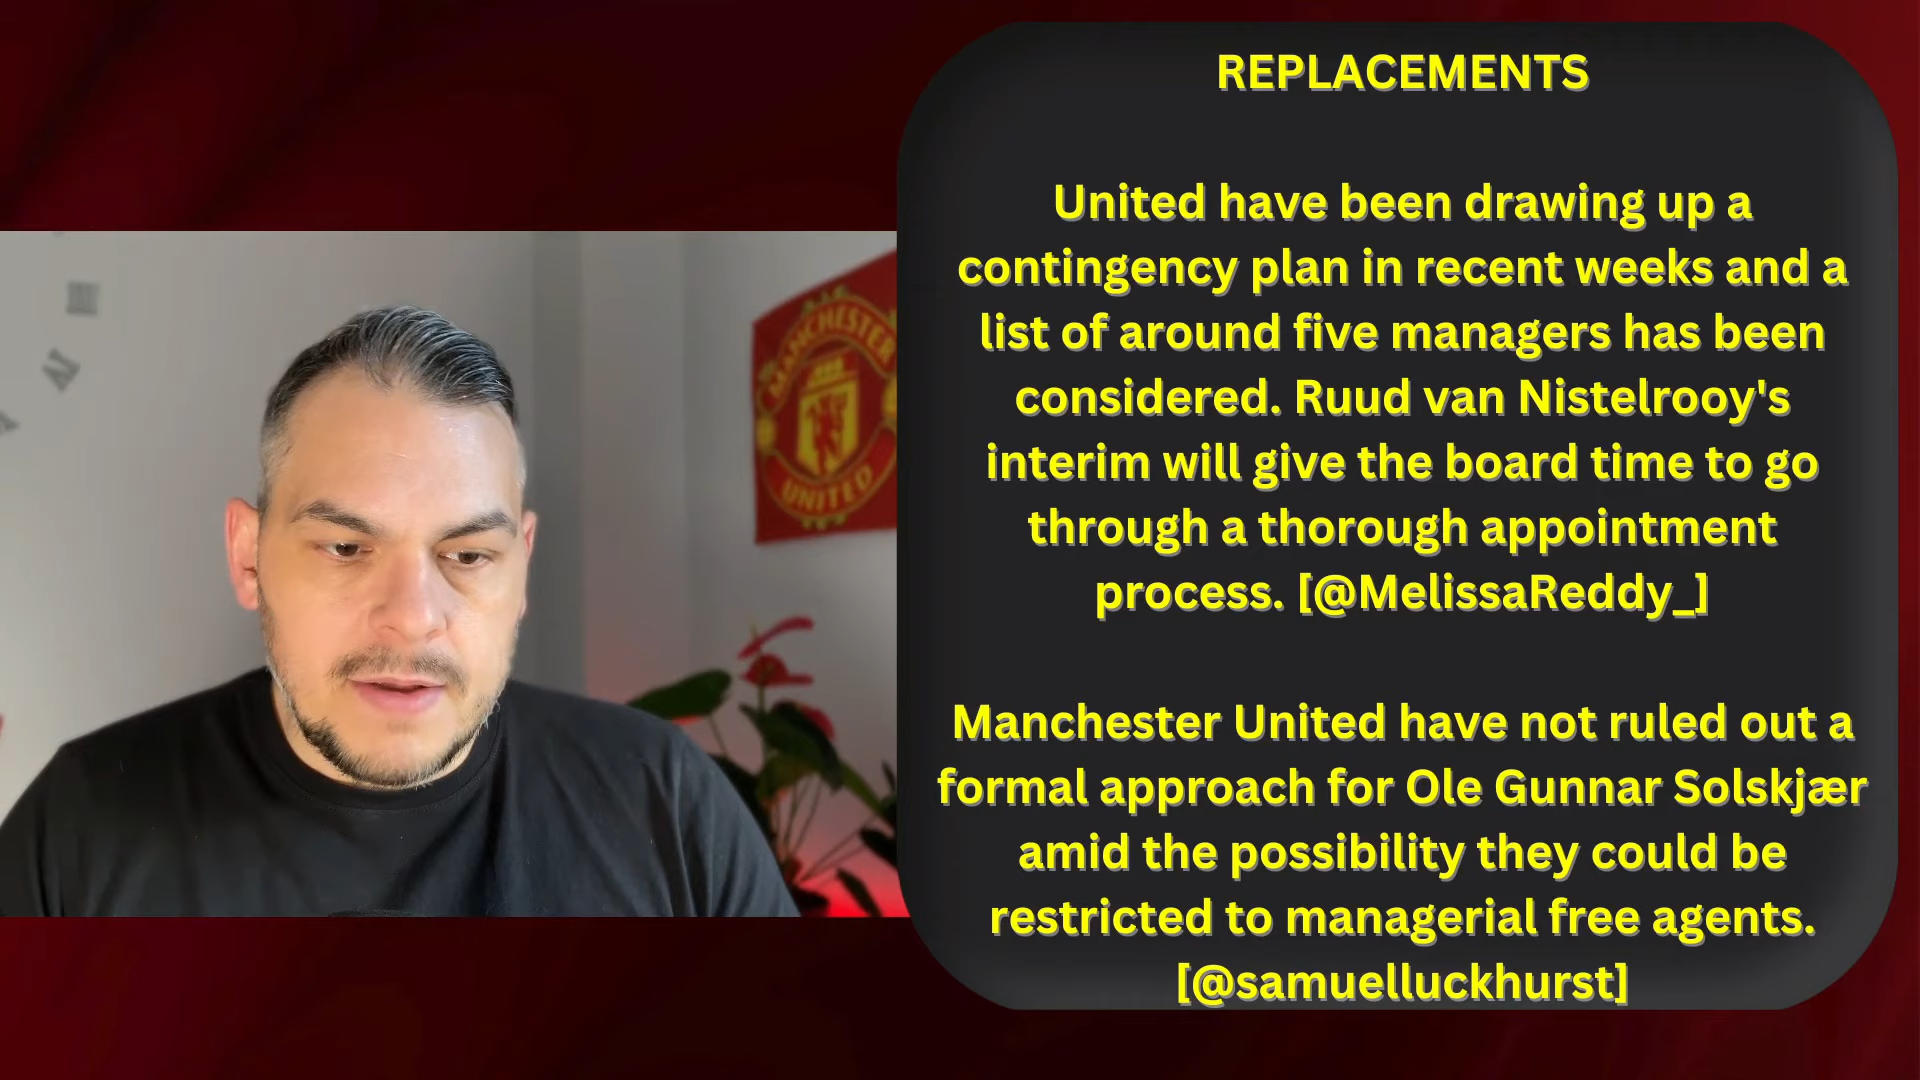 REPLACEMENTS
United have been drawing up a
contingency plan in recent weeks and a
list of around five managers has been
considered. Ruud van Nistelrooy's
interim will give the board time to go
through a thorough appointment
process. [@MelissaReddy_]
Manchester United have not ruled out a
formal approach for Ole Gunnar Solskjær
amid the possibility they could be
restricted to managerial free agents.
[@samuelluckhurst]
MANCHESTER
UNITED
III